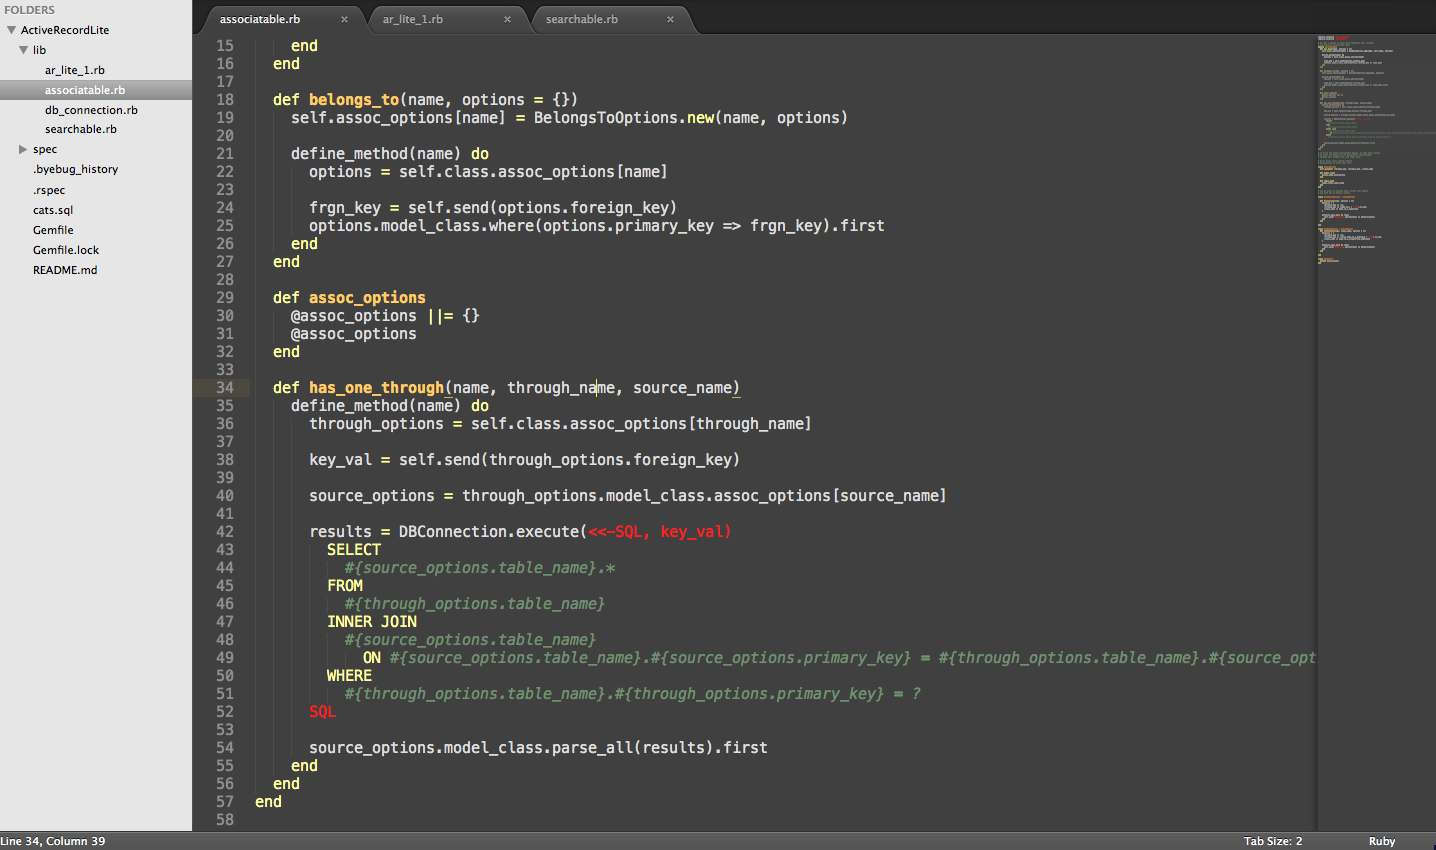 FOLDERS
ActiveRecordLite
lib
ar_lite_1.rb
associatable.rb
db_connection.rb
searchable.rb
spec
.byebug_history
.rspec
cats.sql
Gemfile
Gemfile.lock
README.md
associatable.rb × ar_lite_1.rb × searchable.rb ×
15 end
16 end
17
18 def belongs_to(name, options = {})
19 self.assoc_options[name] = BelongsToOptions.new(name, options)
20
21 define_method(name) do
22 options = self.class.assoc_options[name]
23
24 frgn_key = self.send(options.foreign_key)
25 options.model_class.where(options.primary_key => frgn_key).first
26 end
27 end
28
29 def assoc_options
30 @assoc_options ||= {}
31 @assoc_options
32 end
33
34 def has_one_through(name, through_name, source_name)
35 define_method(name) do
36 through_options = self.class.assoc_options[through_name]
37
38 key_val = self.send(through_options.foreign_key)
39
40 source_options = through_options.model_class.assoc_options[source_name]
41
42 results = DBConnection.execute(<<-SQL, key_val)
43 SELECT
44 #{source_options.table_name}.*
45 FROM
46 #{through_options.table_name}
47 INNER JOIN
48 #{source_options.table_name}
49 ON #{source_options.table_name}.#{source_options.primary_key} = #{through_options.table_name}.#{source_opt
50 WHERE
51 #{through_options.table_name}.#{through_options.primary_key} = ?
52 SQL
53
54 source_options.model_class.parse_all(results).first
55 end
56 end
57 end
58
Line 34, Column 39 Tab Size: 2 Ruby